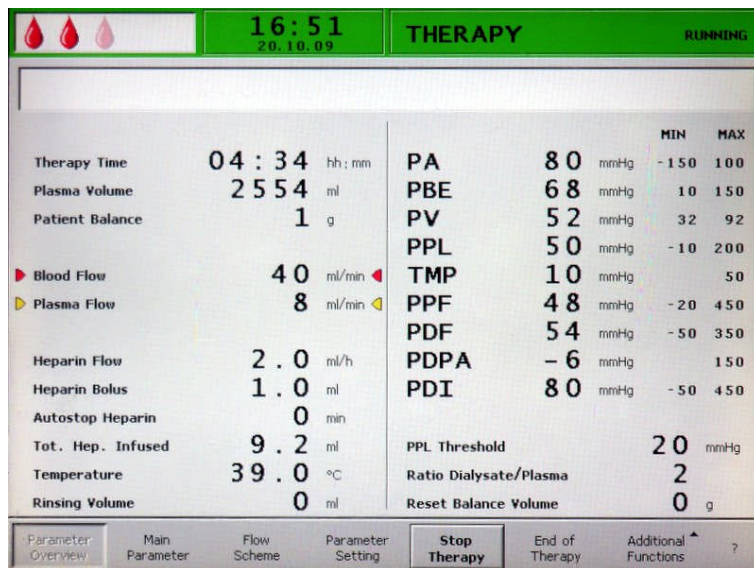 16:51 THERAPY RUNNING
20.10.09
MIN MAX
Therapy Time 04:34 hh:mm PA 80 mmHg -150 100
Plasma Volume 2554 ml PBE 68 mmHg 10 150
Patient Balance 1 g PV 52 mmHg 32 92
PPL 50 mmHg -10 200
Blood Flow 40 ml/min TMP 10 mmHg 50
Plasma Flow 8 ml/min PPF 48 mmHg -20 450
PDF 54 mmHg -50 350
Heparin Flow 2.0 ml/h PDPA -6 mmHg 150
Heparin Bolus 1.0 ml PDI 80 mmHg -50 450
Autostop Heparin 0 min
Tot. Hep. Infused 9.2 ml PPL Threshold 20 mmHg
Temperature 39.0 °C Ratio Dialysate/Plasma 2
Rinsing Volume 0 ml Reset Balance Volume 0 g
Parameter Main Flow Parameter Stop End of Additional ?
Overview Parameter Scheme Setting Therapy Therapy Functions